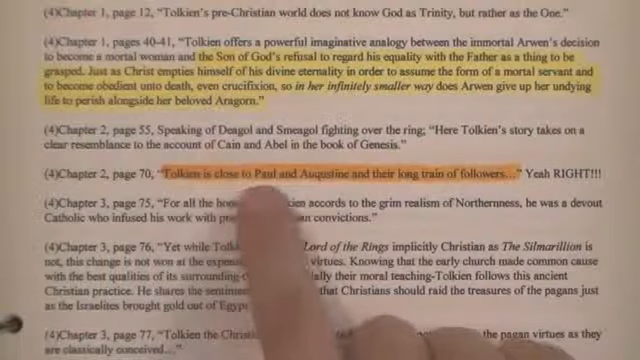 (4)Chapter 1, page 12, “Tolkien's pre-Christian world does not know God as Trinity, but rather as the One.”
(4)Chapter 1, pages 40-41, “Tolkien offers a powerful imaginative analogy between the immortal Arwen's decision
to become a mortal woman and the Son of God's refusal to regard his equality with the Father as a thing to be
grasped. Just as Christ empties himself of his divine eternality in order to assume the form of a mortal servant and
to become obedient unto death, even crucifixion, so in her infinitely smaller way does Arwen give up her undying
life to perish alongside her beloved Aragorn.”
(4)Chapter 2, page 55, Speaking of Deagol and Smeagol fighting over the ring; “Here Tolkien's story takes on a
clear resemblance to the account of Cain and Abel in the book of Genesis.”
(4)Chapter 2, page 70, “Tolkien is close to Paul and Augustine and their long train of followers...” Yeah RIGHT!!!
(4)Chapter 3, page 75, “For all the accords to the grim realism of Northernness, he was a devout
Catholic who infused his work with convictions.”
(4)Chapter 3, page 76, “Yet while Lord of the Rings implicitly Christian as The Silmarillion is
not, this change is not won at the virtues. Knowing that the early church made common cause
with the best qualities of its surrounding their moral teaching-Tolkien follows this ancient
Christian practice. He shares the that Christians should raid the treasures of the pagans just
as the Israelites brought gold out of
(4)Chapter 3, page 77, “Tolkien the the pagan virtues as they
are classically conceived...”